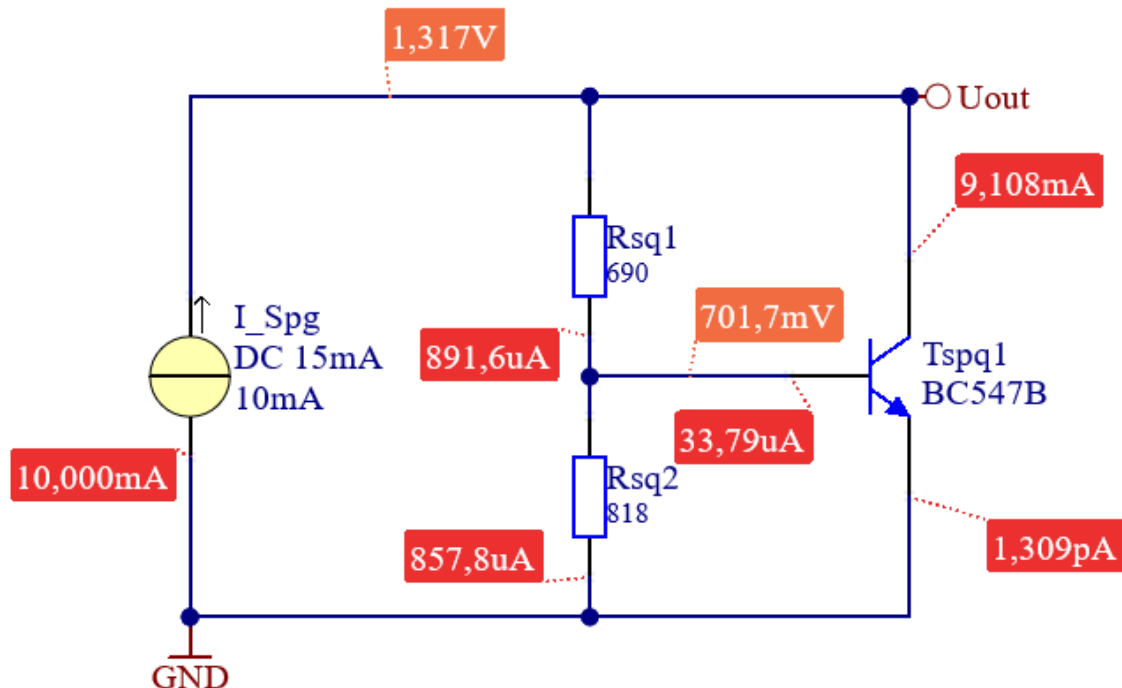 1,317V
Uout
9,108mA
Rsq1
690
I_Spg
DC 15mA
10mA
701,7mV
891,6uA
Tspq1
BC547B
33,79uA
10,000mA
Rsq2
818
857,8uA
1,309pA
GND